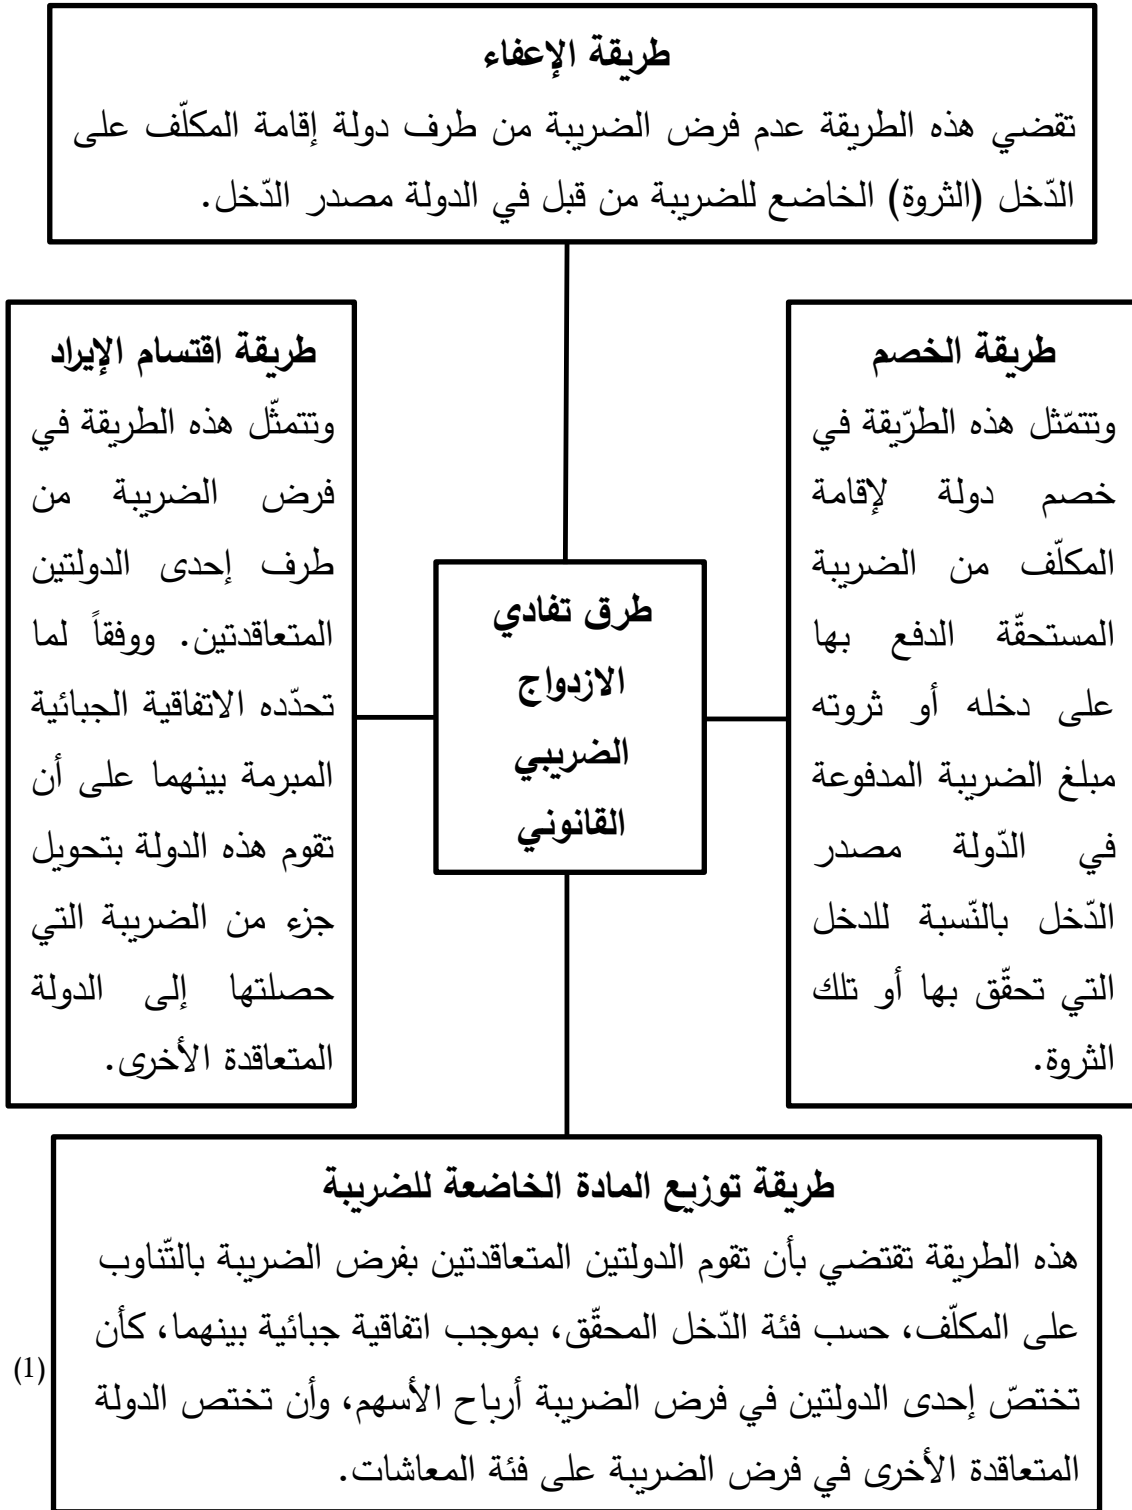 طريقة الإعفاء
تقضي هذه الطريقة عدم فرض الضريبة من طرف دولة إقامة المكلّف على
الدّخل (الثروة) الخاضع للضريبة من قبل في الدولة مصدر الدّخل.
طريقة الخصم
وتتمّثل هذه الطرّيقة في
خصم دولة لإقامة
المكلّف من الضريبة
المستحقّة الدفع بها
على دخله أو ثروته
مبلغ الضريبة المدفوعة
في الدّولة مصدر
الدّخل بالنّسبة للدخل
التي تحقّق بها أو تلك
الثروة.
طرق تفادي
الازدواج
الضريبي
القانوني
طريقة اقتسام الإيراد
وتتمثّل هذه الطريقة في
فرض الضريبة من
طرف إحدى الدولتين
المتعاقدتين. ووفقاً لما
تحدّده الاتفاقية الجبائية
المبرمة بينهما على أن
تقوم هذه الدولة بتحويل
جزء من الضريبة التي
حصلتها إلى الدولة
المتعاقدة الأخرى.
طريقة توزيع المادة الخاضعة للضريبة
هذه الطريقة تقتضي بأن تقوم الدولتين المتعاقدتين بفرض الضريبة بالتّناوب
على المكلّف، حسب فئة الدّخل المحقّق، بموجب اتفاقية جبائية بينهما، كأن
تختصّ إحدى الدولتين في فرض الضريبة أرباح الأسهم، وأن تختص الدولة
المتعاقدة الأخرى في فرض الضريبة على فئة المعاشات.
(1)